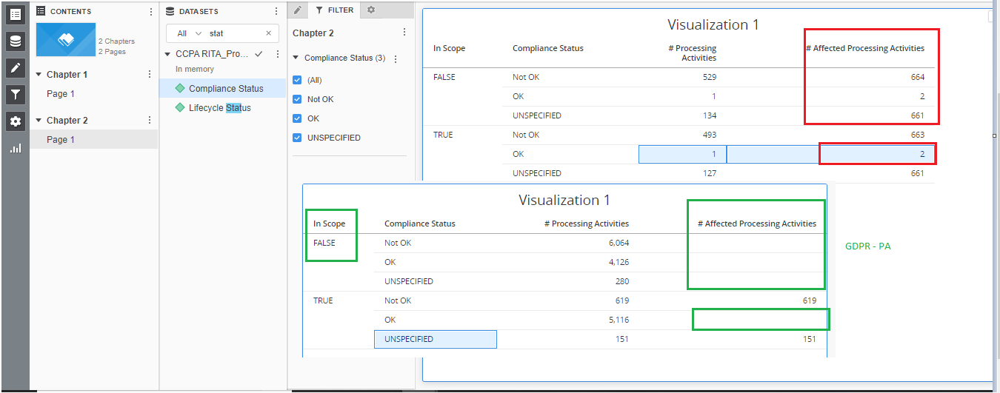 CONTENTS
2 Chapters
2 Pages
Chapter 1
Page 1
Chapter 2
Page 1
DATASETS
All stat
CCPA RITA_Pro...
In memory
Compliance Status
Lifecycle Status
FILTER
Chapter 2
Compliance Status (3)
(All)
Not OK
OK
UNSPECIFIED
Visualization 1
In Scope Compliance Status # Processing Activities # Affected Processing Activities
FALSE Not OK 529 664
OK 1 2
UNSPECIFIED 134 661
TRUE Not OK 493 663
OK 1 2
UNSPECIFIED 127 661
Visualization 1
In Scope Compliance Status # Processing Activities # Affected Processing Activities
FALSE Not OK 6,064
OK 4,126
UNSPECIFIED 280
TRUE Not OK 619 619
OK 5,116
UNSPECIFIED 151 151
GDPR - PA